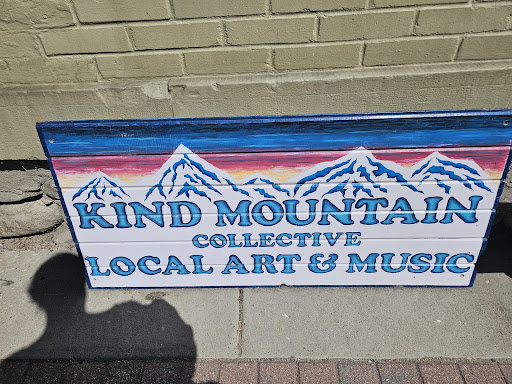 KIND MOUNTAIN
COLLECTIVE
LOCAL ART & MUSIC